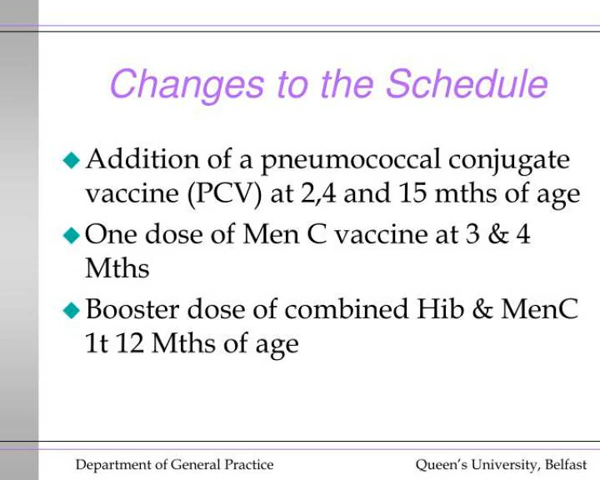 Changes to the Schedule
Addition of a pneumococcal conjugate
vaccine (PCV) at 2,4 and 15 mths of age
One dose of Men C vaccine at 3 & 4
Mths
Booster dose of combined Hib & MenC
1t 12 Mths of age
Department of General Practice
Queen's University, Belfast